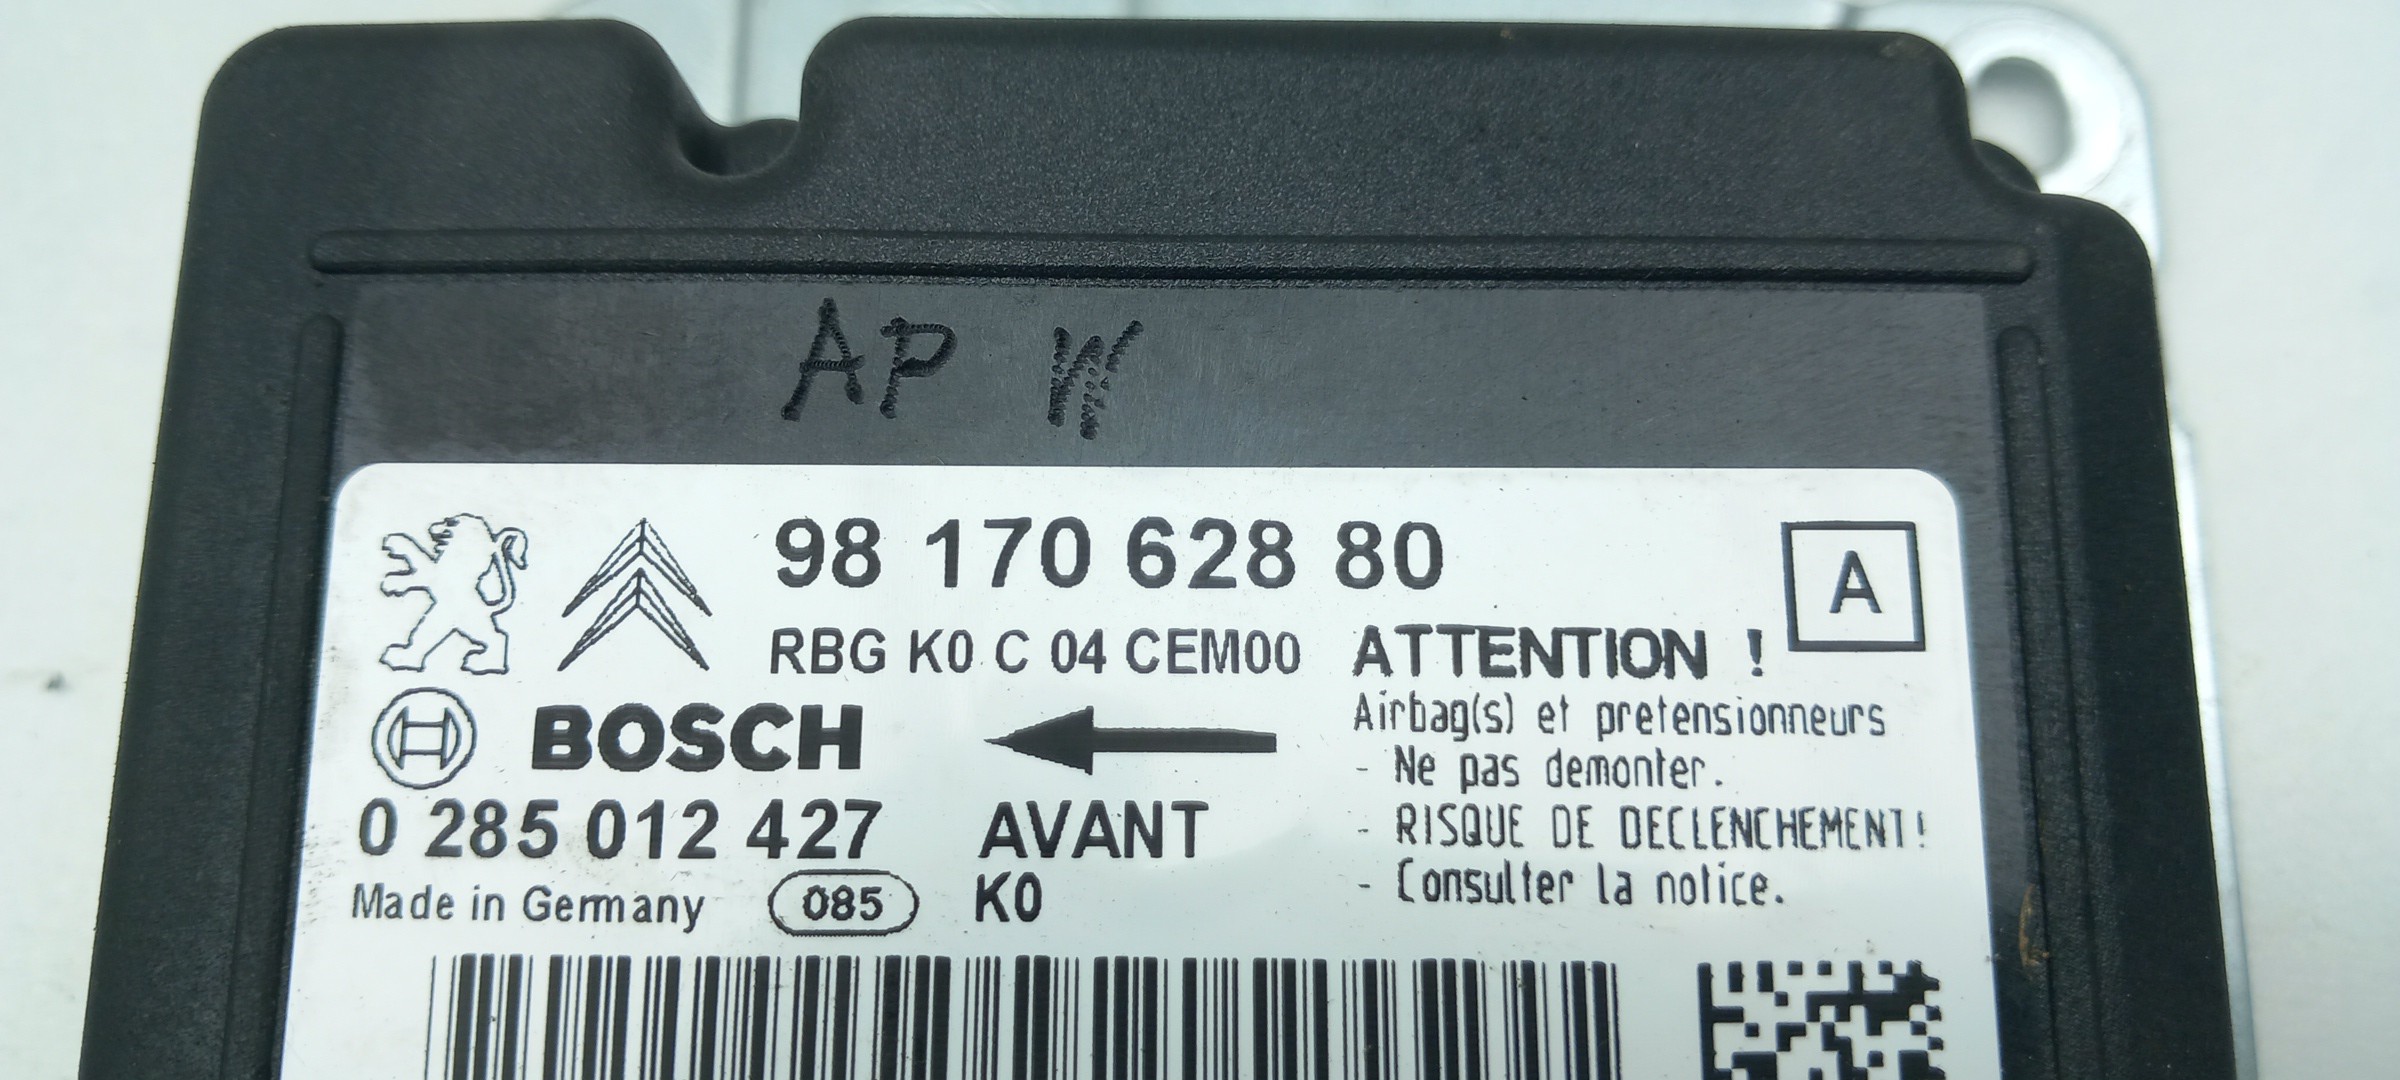 AP W
98 170 628 80
A
RBG K0 C 04 CEM00
ATTENTION !
BOSCH
Airbag(s) et pretensionneurs
- Ne pas demonter.
0 285 012 427
AVANT
- RISQUE DE DECLENCHEMENT!
Made in Germany
085
K0
- Consulter la notice.